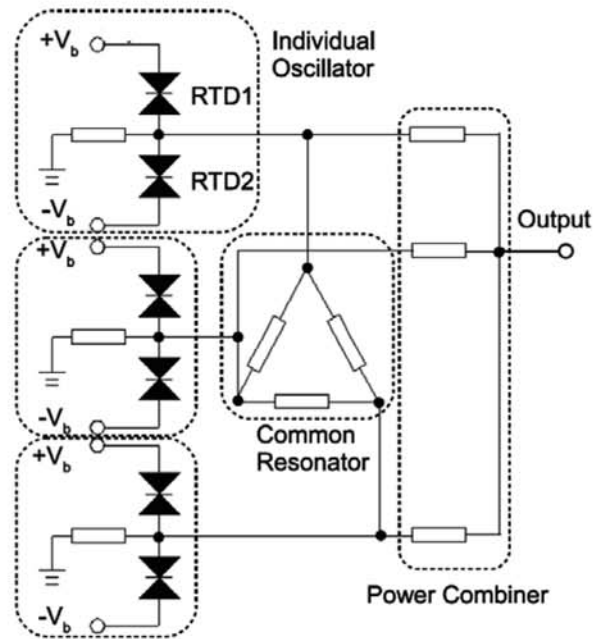 +Vb
Individual
Oscillator
RTD1
RTD2
-Vb
Output
+Vb
-Vb
Common
Resonator
+Vb
-Vb
Power Combiner